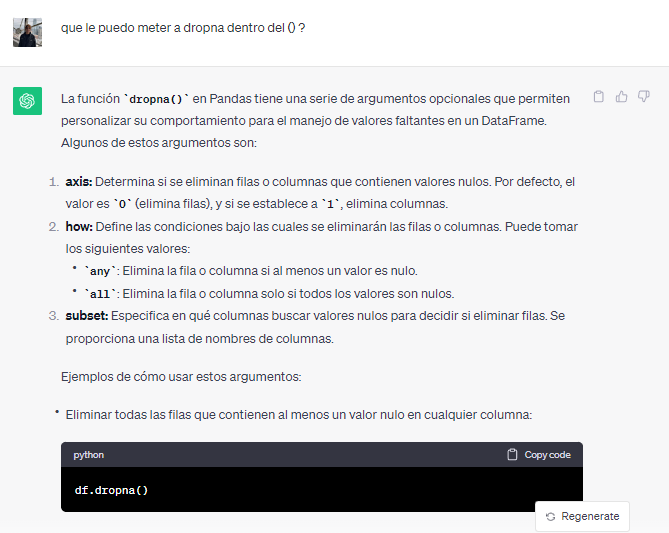 que le puedo meter a dropna dentro del () ?
La función `dropna()` en Pandas tiene una serie de argumentos opcionales que permiten
personalizar su comportamiento para el manejo de valores faltantes en un DataFrame.
Algunos de estos argumentos son:
1. axis: Determina si se eliminan filas o columnas que contienen valores nulos. Por defecto, el
valor es `0` (elimina filas), y si se establece a `1`, elimina columnas.
2. how: Define las condiciones bajo las cuales se eliminarán las filas o columnas. Puede tomar
los siguientes valores:
• `any`: Elimina la fila o columna si al menos un valor es nulo.
• `all`: Elimina la fila o columna solo si todos los valores son nulos.
3. subset: Especifica en qué columnas buscar valores nulos para decidir si eliminar filas. Se
proporciona una lista de nombres de columnas.
Ejemplos de cómo usar estos argumentos:
• Eliminar todas las filas que contienen al menos un valor nulo en cualquier columna:
python Copy code
df.dropna()
Regenerate